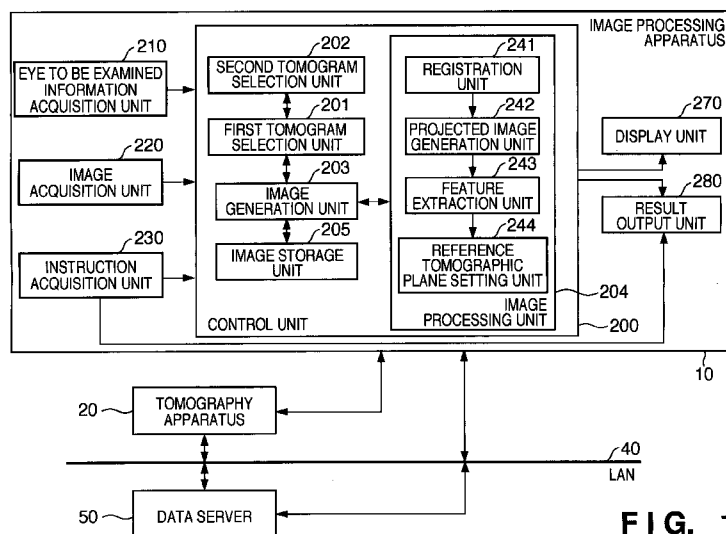 IMAGE PROCESSING
APPARATUS
210
EYE TO BE EXAMINED
INFORMATION
ACQUISITION UNIT
220
IMAGE
ACQUISITION UNIT
230
INSTRUCTION
ACQUISITION UNIT
202
SECOND TOMOGRAM
SELECTION UNIT
201
FIRST TOMOGRAM
SELECTION UNIT
203
IMAGE
GENERATION UNIT
205
IMAGE STORAGE
UNIT
CONTROL UNIT
241
REGISTRATION
UNIT
242
PROJECTED IMAGE
GENERATION UNIT
243
FEATURE
EXTRACTION UNIT
244
REFERENCE
TOMOGRAPHIC
PLANE SETTING UNIT
IMAGE
PROCESSING UNIT
204
200
270
DISPLAY UNIT
280
RESULT
OUTPUT UNIT
10
20
TOMOGRAPHY
APPARATUS
40
LAN
50
DATA SERVER
FIG.